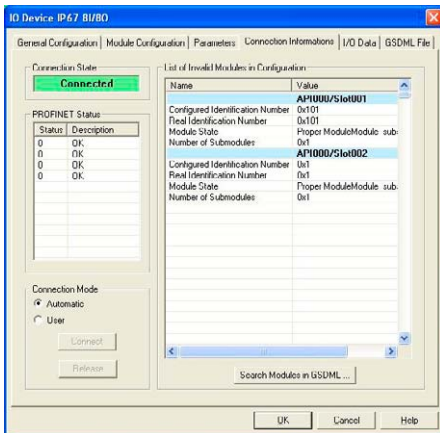 IO Device IP67 BI/BO
General Configuration | Module Configuration | Parameters | Connection Informations | I/O Data | GSDML File
Connection State
Connected
PROFINET Status
Status Description
0 OK
0 OK
0 OK
0 OK
Connection Mode
Automatic
User
Connect
Release
List of Invalid Modules in Configuration
Name Value
API000/Slot001
Configured Identification Number 0x101
Real Identification Number 0x101
Module State Proper ModuleModule sub
Number of Submodules 0x1
API000/Slot002
Configured Identification Number 0x1
Real Identification Number 0x1
Module State Proper ModuleModule sub
Number of Submodules 0x1
Search Modules in GSDML ...
OK Cancel Help